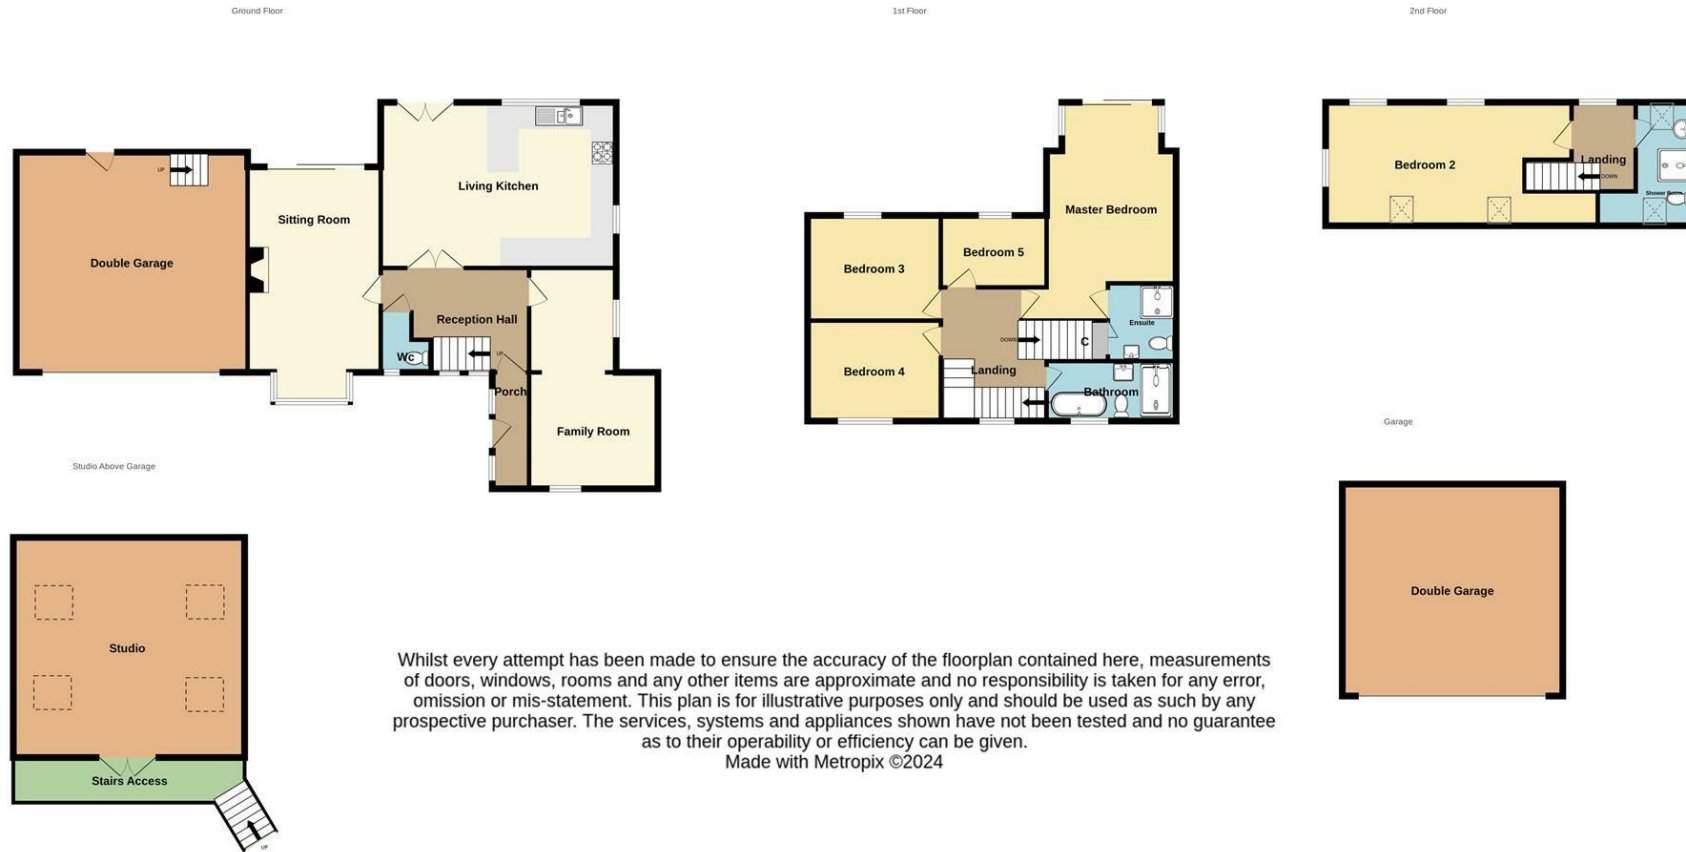 Ground Floor
1st Floor
2nd Floor
UP
Double Garage
Sitting Room
Living Kitchen
Reception Hall
UP
Wc
Porch
Family Room
Master Bedroom
Bedroom 3
Bedroom 5
Bedroom 4
Ensuite
DOWN
C
Landing
Bathroom
Bedroom 2
Landing
DOWN
Shower Room
Studio Above Garage
Studio
Stairs Access
UP
Garage
Double Garage
Whilst every attempt has been made to ensure the accuracy of the floorplan contained here, measurements
of doors, windows, rooms and any other items are approximate and no responsibility is taken for any error,
omission or mis-statement. This plan is for illustrative purposes only and should be used as such by any
prospective purchaser. The services, systems and appliances shown have not been tested and no guarantee
as to their operability or efficiency can be given.
Made with Metropix ©2024